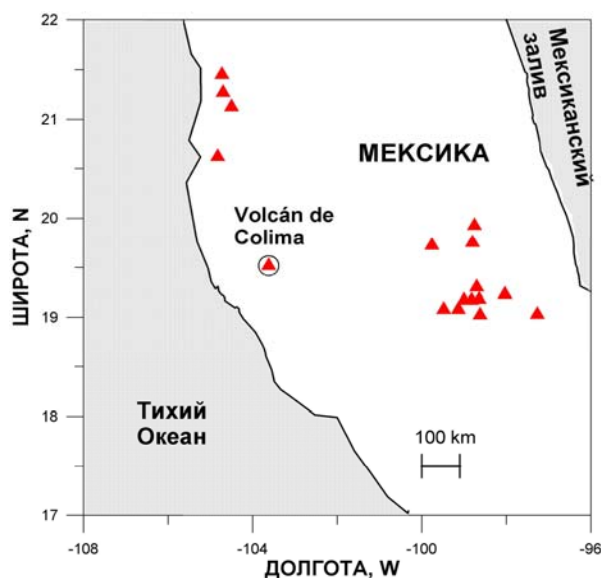 22
21
20
19
18
17
ШИРОТА, N
Мексиканский
залив
МЕКСИКА
Volcán de
Colima
Тихий
Океан
100 km
-108
-104
-100
-96
ДОЛГОТА, W